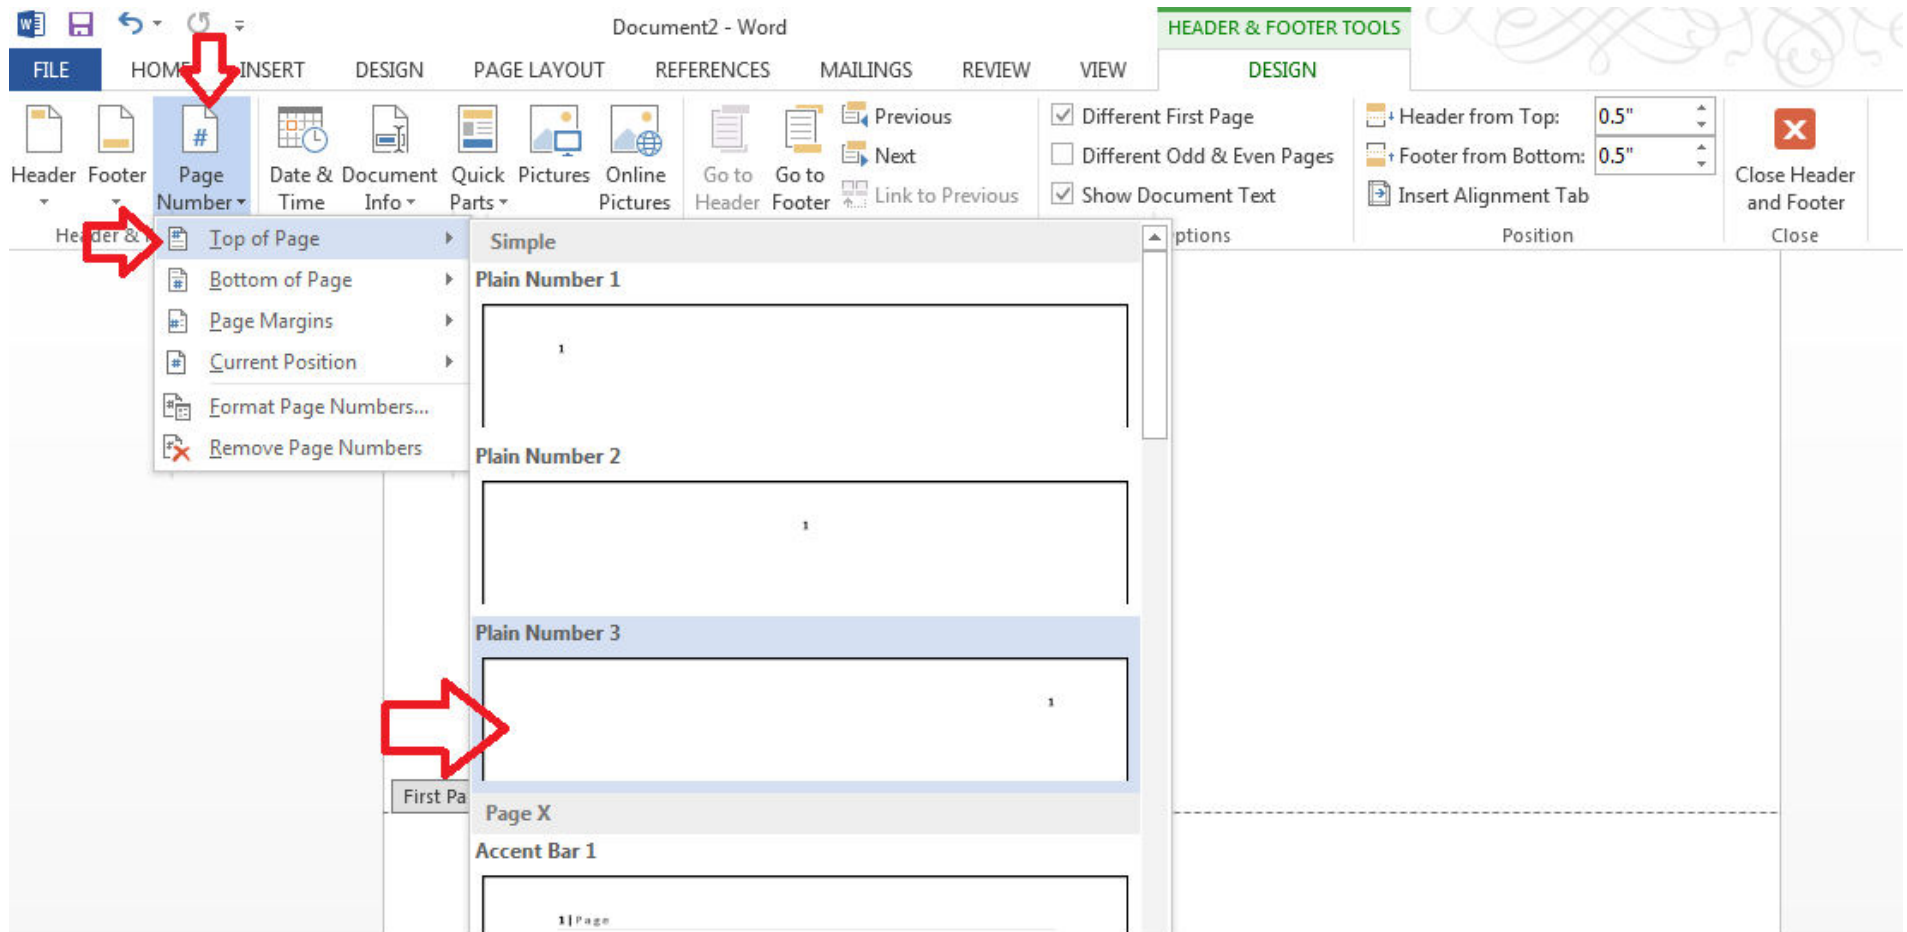 Document2 - Word
HEADER & FOOTER TOOLS
FILE HOME INSERT DESIGN PAGE LAYOUT REFERENCES MAILINGS REVIEW VIEW DESIGN
Header
Footer
Page
Number
Date &
Time
Document
Info
Quick
Parts
Pictures
Online
Pictures
Go to
Header
Go to
Footer
Previous
Next
Link to Previous
Different First Page
Different Odd & Even Pages
Show Document Text
Header from Top: 0.5"
Footer from Bottom: 0.5"
Insert Alignment Tab
Close Header
and Footer
Header &
Position
Close
Top of Page
Bottom of Page
Page Margins
Current Position
Format Page Numbers...
Remove Page Numbers
Simple
Plain Number 1
1
Plain Number 2
1
Plain Number 3
1
First Pa
Page X
Accent Bar 1
1|Page